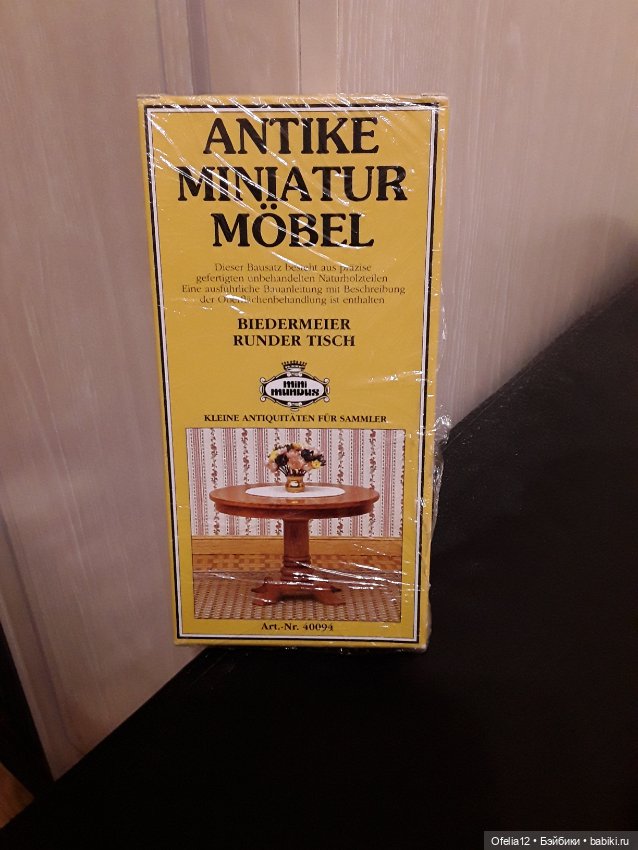 ANTIKE
MINIATUR
MÖBEL
Dieser Bausatz besteht aus präzise
gefertigten unbehandelten Naturholzteilen
Eine ausführliche Bauanleitung mit Beschreibung
der Oberflächenbehandlung ist enthalten
BIEDERMEIER
RUNDER TISCH
mini
mundus
KLEINE ANTIQUITÄTEN FÜR SAMMLER
Art.-Nr. 40094
Ofelia12 • Бэйбики • babiki.ru